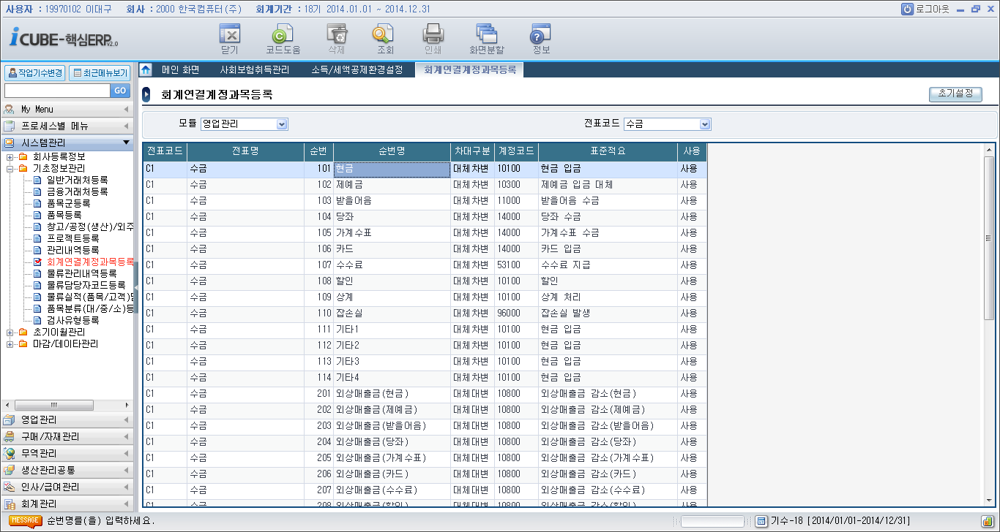 사용자 : 19970102 이대구 회사 : 2000 한국컴퓨터(주) 회계기간 : 18기 2014.01.01 ~ 2014.12.31 로그아웃
iCUBE-핵심ERP v2.0
닫기 코드도움 삭제 조회 인쇄 화면분할 정보
작업기수변경 최근메뉴보기
메인 화면 사회보험취득관리 소득/세액공제환경설정 회계연결계정과목등록
GO
회계연결계정과목등록 초기설정
My Menu
프로세스별 메뉴
시스템관리
회사등록정보
기초정보관리
일반거래처등록
금융거래처등록
품목군등록
품목등록
창고/공정(생산)/외주
프로젝트등록
관리내역등록
회계연결계정과목등록
물류관리내역등록
물류담당자코드등록
물류실적(품목/고객)
품목분류(대/중/소)등
검사유형등록
초기이월관리
마감/데이타관리
영업관리
구매/자재관리
무역관리
생산관리공통
인사/급여관리
회계관리
모듈 영업관리 전표코드 수금
전표코드 전표명 순번 순번명 차대구분 계정코드 표준적요 사용
C1 수금 101 현금 대체차변 10100 현금 입금 사용
C1 수금 102 제예금 대체차변 10300 제예금 입금 대체 사용
C1 수금 103 받을어음 대체차변 11000 받을어음 수금 사용
C1 수금 104 당좌 대체차변 14000 당좌 수금 사용
C1 수금 105 가계수표 대체차변 14000 가계수표 수금 사용
C1 수금 106 카드 대체차변 14000 카드 입금 사용
C1 수금 107 수수료 대체차변 53100 수수료 지급 사용
C1 수금 108 할인 대체차변 10100 할인 사용
C1 수금 109 상계 대체차변 10100 상계 처리 사용
C1 수금 110 잡손실 대체차변 96000 잡손실 발생 사용
C1 수금 111 기타1 대체차변 10100 현금 입금 사용
C1 수금 112 기타2 대체차변 10100 현금 입금 사용
C1 수금 113 기타3 대체차변 10100 현금 입금 사용
C1 수금 114 기타4 대체차변 10100 현금 입금 사용
C1 수금 201 외상매출금(현금) 대체대변 10800 외상매출금 감소(현금) 사용
C1 수금 202 외상매출금(제예금) 대체대변 10800 외상매출금 감소(제예금) 사용
C1 수금 203 외상매출금(받을어음) 대체대변 10800 외상매출금 감소(받을어음) 사용
C1 수금 204 외상매출금(당좌) 대체대변 10800 외상매출금 감소(당좌) 사용
C1 수금 205 외상매출금(가계수표) 대체대변 10800 외상매출금 감소(가계수표) 사용
C1 수금 206 외상매출금(카드) 대체대변 10800 외상매출금 감소(카드) 사용
C1 수금 207 외상매출금(수수료) 대체대변 10800 외상매출금 감소(수수료) 사용
C1 수금 208 외상매출금(할인) 대체대변 10800 외상매출금 감소(할인) 사용
MESSAGE 순번명를(을) 입력하세요. 기수-18 [2014/01/01-2014/12/31]